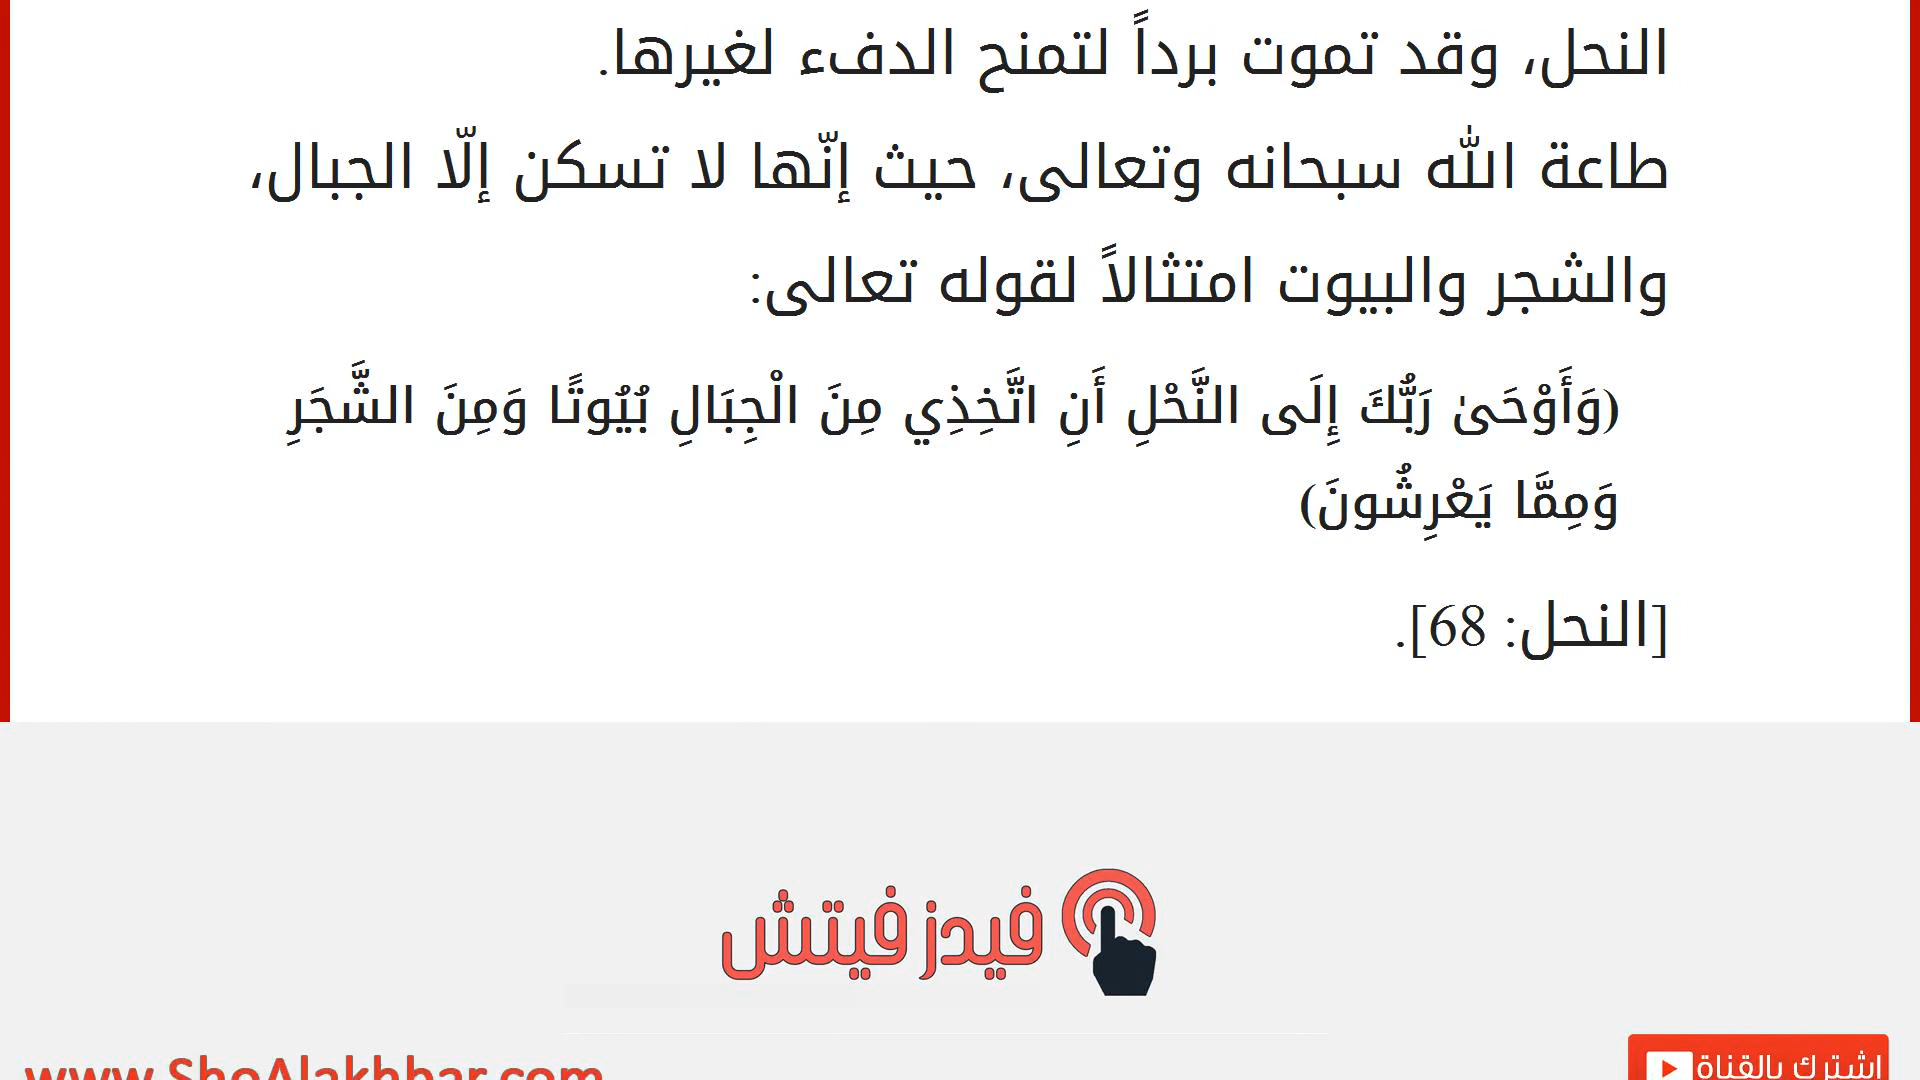 النحل، وقد تموت برداً لتمنح الدفء لغيرها.
طاعة الله سبحانه وتعالى، حيث إنّها لا تسكن إلّا الجبال،
والشجر والبيوت امتثالاً لقوله تعالى:
(وَأَوْحَىٰ رَبُّكَ إِلَى النَّحْلِ أَنِ اتَّخِذِي مِنَ الْجِبَالِ بُيُوتًا وَمِنَ الشَّجَرِ
وَمِمَّا يَعْرِشُونَ)
[النحل: 68].
فيدز فيتش
www.ShoAlakhbar.com
اشترك بالقناة